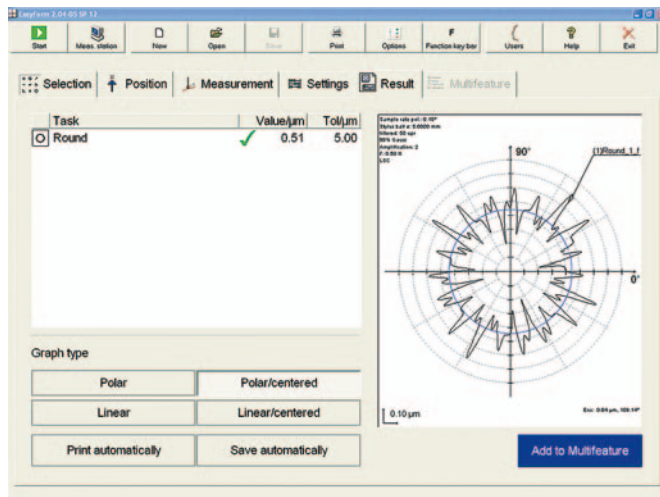 EasyForm 2.04-05 SP 12
Start Meas. station New Open Save Print Options Function key bar Users Help Exit
Selection Position Measurement Settings Result Multifeature
Task Value/µm Tol/µm
Round 0.51 5.00
Filtered: 50 upr
Amplification: 2
LSC
90°
(1)Round_1_f
0°
0.10 µm
Graph type
Polar Polar/centered
Linear Linear/centered
Print automatically Save automatically
Add to Multifeature